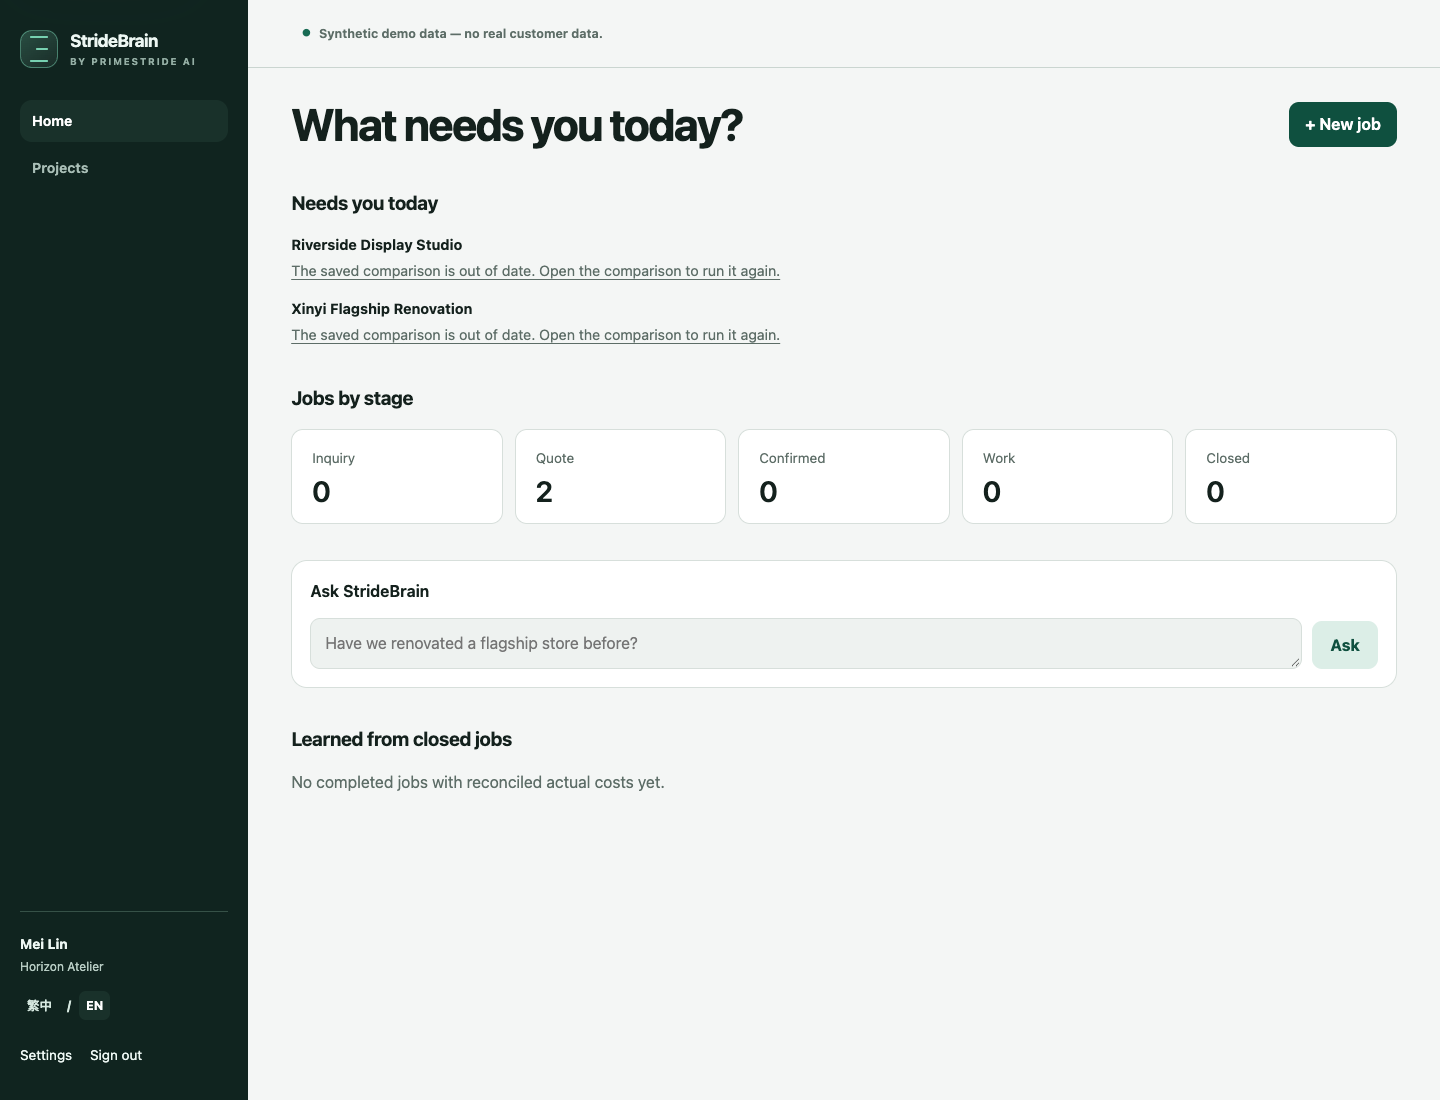 StrideBrain
BY PRIMESTRIDE AI
Home
Projects
Mei Lin
Horizon Atelier
繁中 / EN
Settings Sign out
Synthetic demo data — no real customer data.
What needs you today?
+ New job
Needs you today
Riverside Display Studio
The saved comparison is out of date. Open the comparison to run it again.
Xinyi Flagship Renovation
The saved comparison is out of date. Open the comparison to run it again.
Jobs by stage
Inquiry
0
Quote
2
Confirmed
0
Work
0
Closed
0
Ask StrideBrain
Have we renovated a flagship store before?
Ask
Learned from closed jobs
No completed jobs with reconciled actual costs yet.